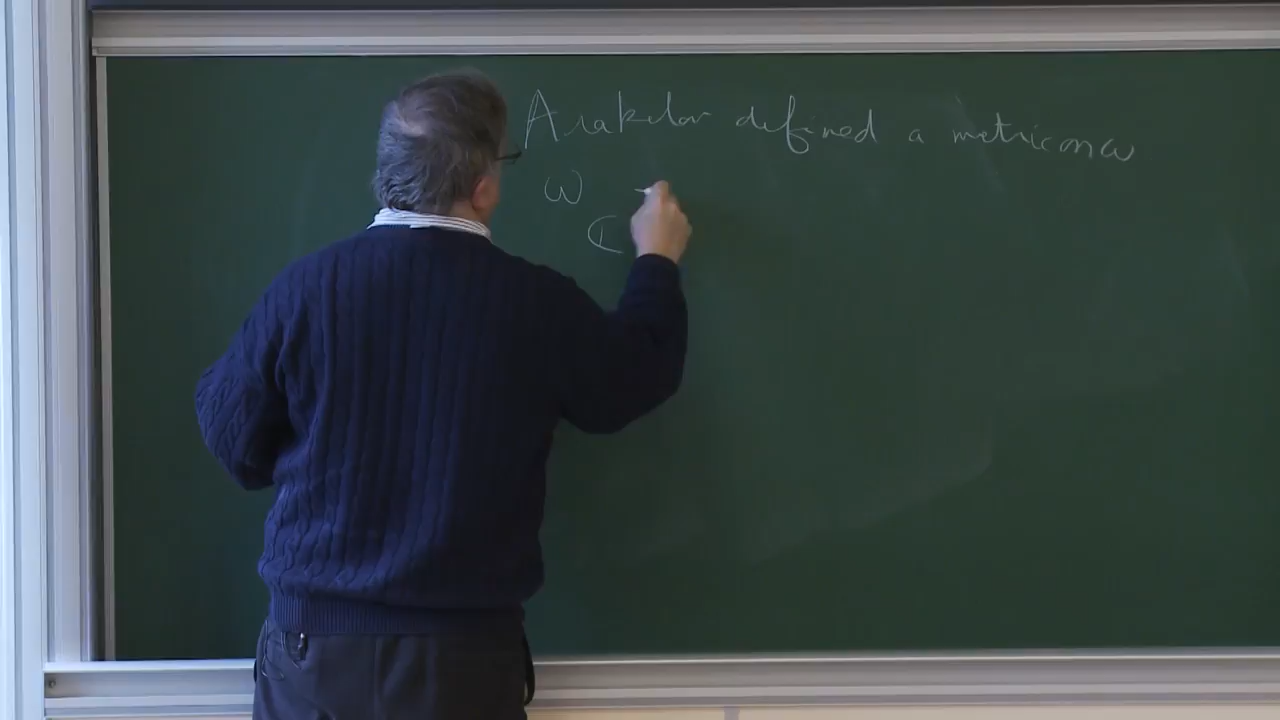 Arakelov defined a metric on ω
ω
C